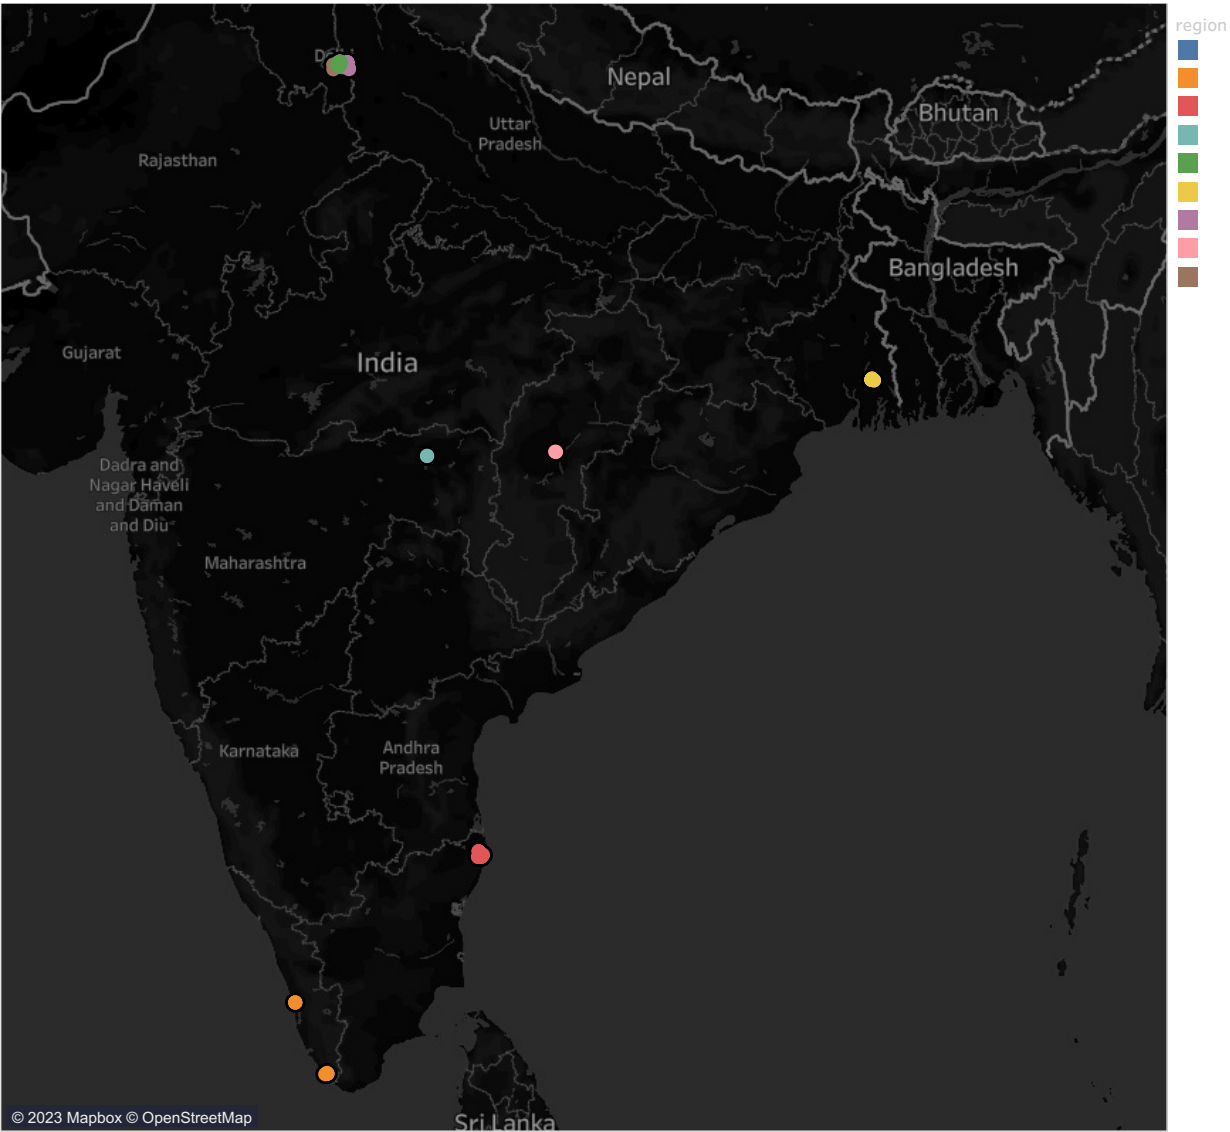 region
Nepal
Bhutan
Uttar
Pradesh
Rajasthan
Bangladesh
Gujarat
India
Dadra and
Nagar Haveli
and Daman
and Diu
Maharashtra
Karnataka
Andhra
Pradesh
Sri Lanka
© 2023 Mapbox © OpenStreetMap